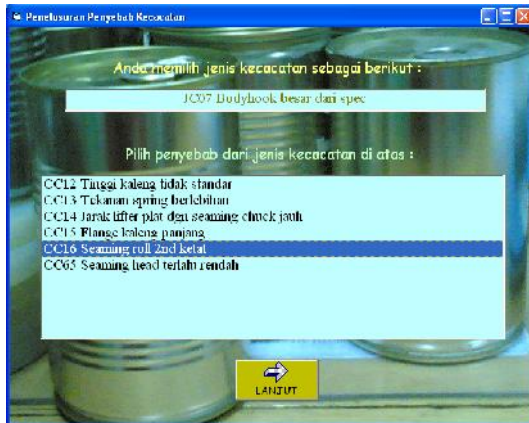 Penelusuran Penyebab Kecacatan
Anda memilih jenis kecacatan sebagai berikut :
JC07 Bodyhook besar dari spec
Pilih penyebab dari jenis kecacatan di atas :
CC12 Tinggi kaleng tidak standar
CC13 Tekanan spring berlebihan
CC14 Jarak lifter plat dgn seaming chuck jauh
CC15 Flange kaleng panjang
CC16 Seaming roll 2nd ketat
CC65 Seaming head terlalu rendah
LANJUT